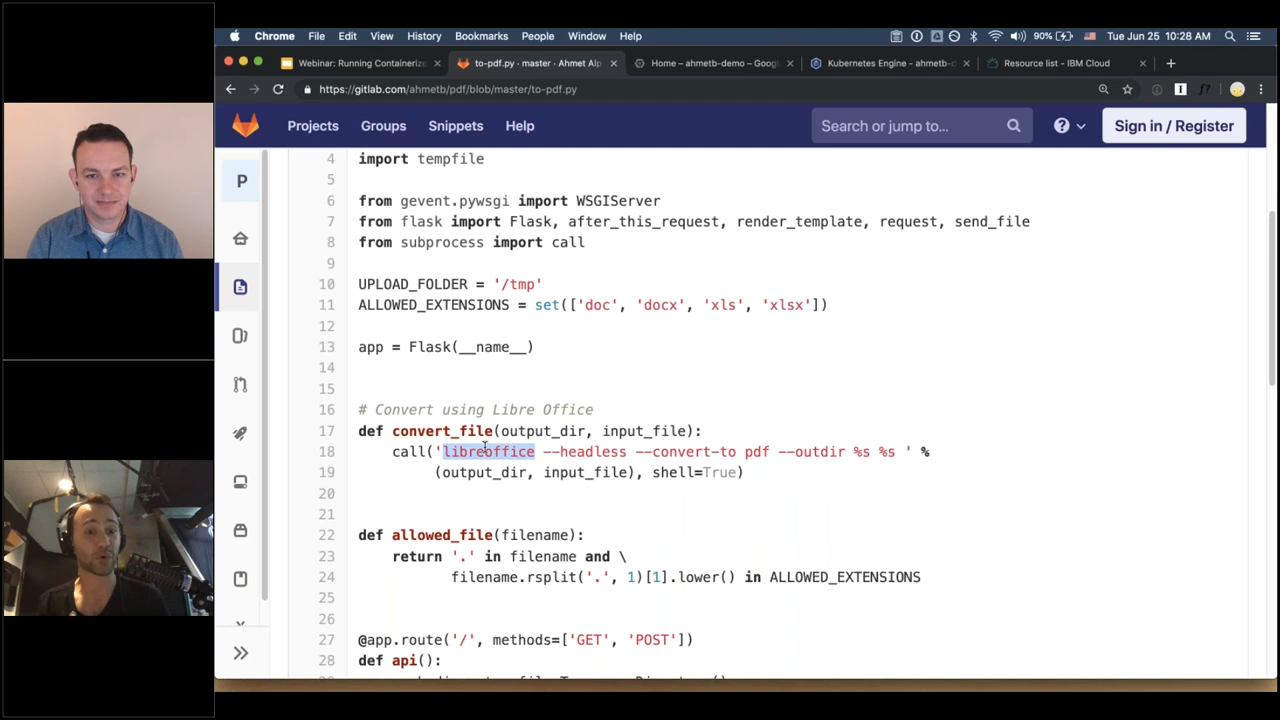 Chrome File Edit View History Bookmarks People Window Help 90% Tue Jun 25 10:28 AM
Webinar: Running Containerize × to-pdf.py · master · Ahmet Alp × Home – ahmetb-demo – Goog × Kubernetes Engine - ahmetb-d × Resource list - IBM Cloud × +
https://gitlab.com/ahmetb/pdf/blob/master/to-pdf.py
Projects Groups Snippets Help Search or jump to... Sign in / Register
P
4 import tempfile
5
6 from gevent.pywsgi import WSGIServer
7 from flask import Flask, after_this_request, render_template, request, send_file
8 from subprocess import call
9
10 UPLOAD_FOLDER = '/tmp'
11 ALLOWED_EXTENSIONS = set(['doc', 'docx', 'xls', 'xlsx'])
12
13 app = Flask(__name__)
14
15
16 # Convert using Libre Office
17 def convert_file(output_dir, input_file):
18 call('libreoffice --headless --convert-to pdf --outdir %s %s ' %
19 (output_dir, input_file), shell=True)
20
21
22 def allowed_file(filename):
23 return '.' in filename and \
24 filename.rsplit('.', 1)[1].lower() in ALLOWED_EXTENSIONS
25
26
27 @app.route('/', methods=['GET', 'POST'])
28 def api():